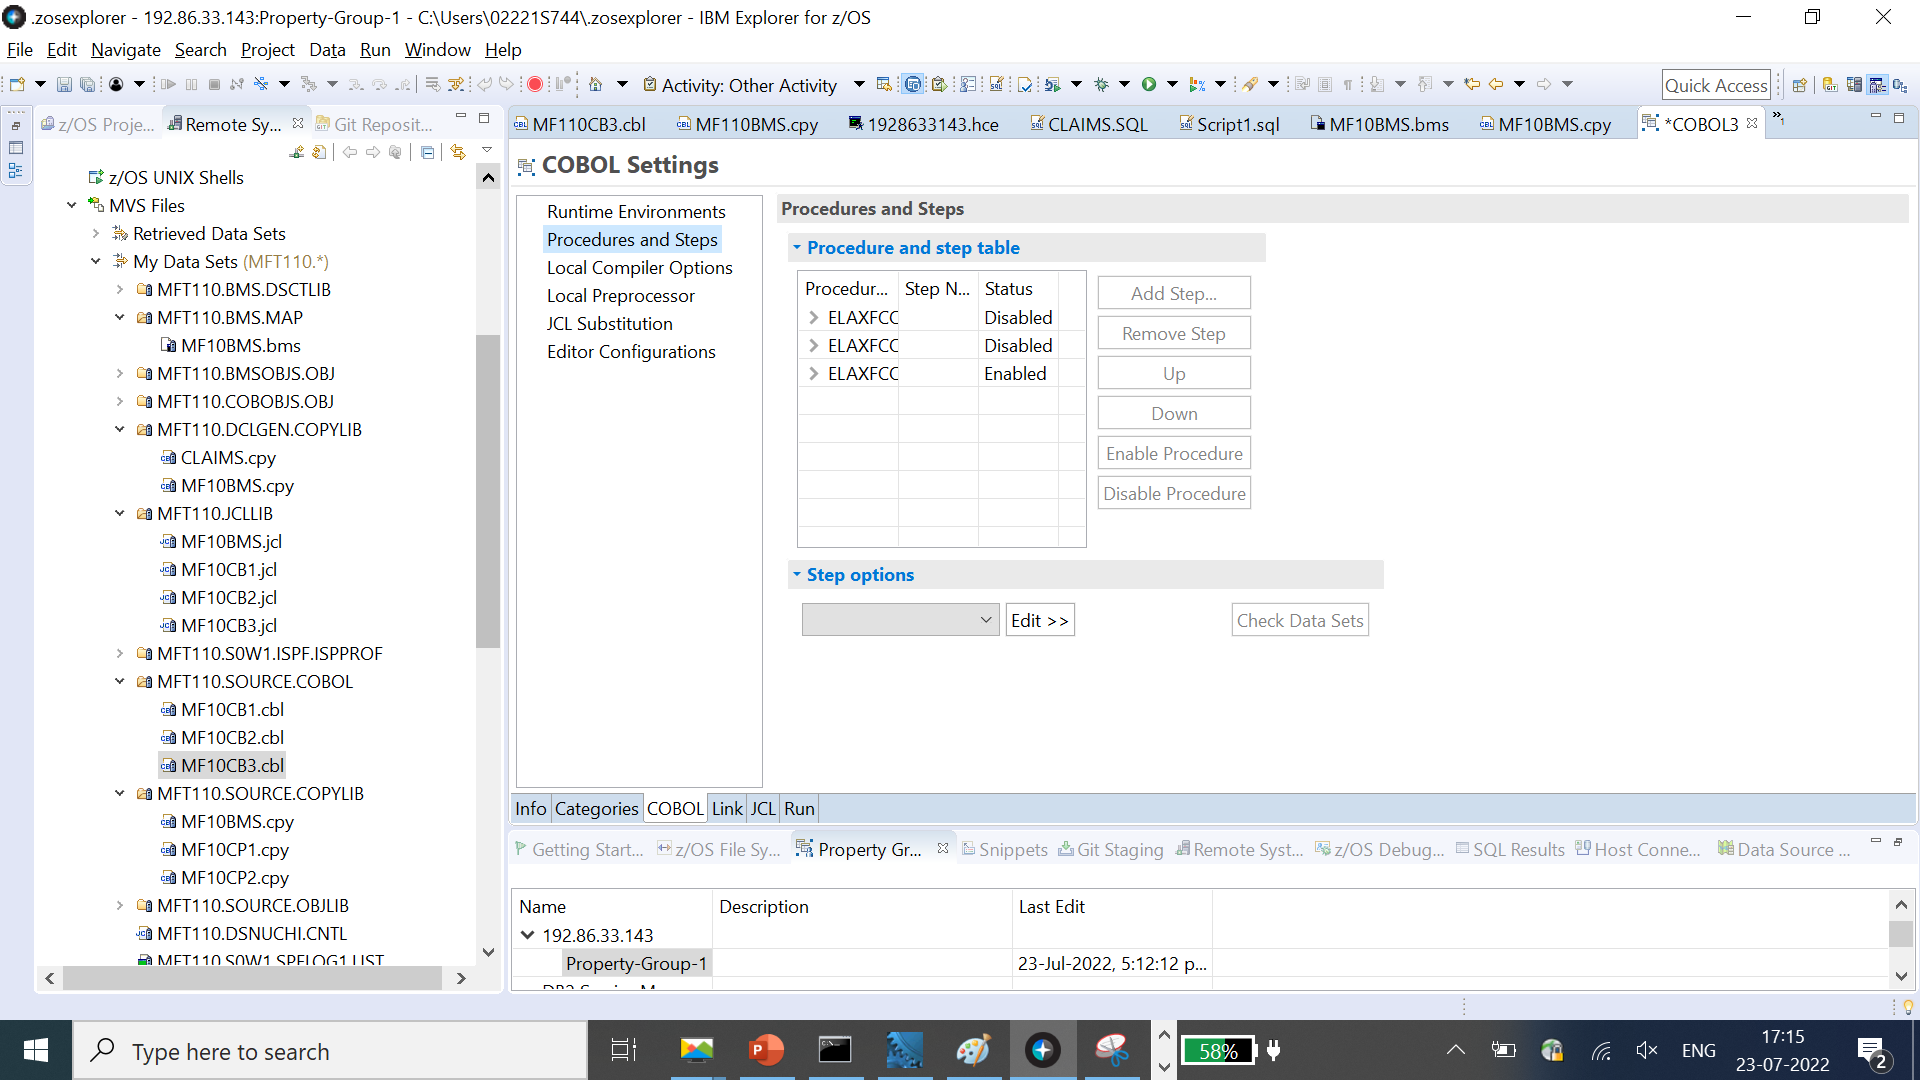 .zosexplorer - 192.86.33.143:Property-Group-1 - C:\Users\02221S744\.zosexplorer - IBM Explorer for z/OS
File Edit Navigate Search Project Data Run Window Help
Activity: Other Activity
Quick Access
z/OS Proje...
Remote Sy...
Git Reposit...
MF110CB3.cbl
MF110BMS.cpy
1928633143.hce
CLAIMS.SQL
Script1.sql
MF10BMS.bms
MF10BMS.cpy
*COBOL3
z/OS UNIX Shells
MVS Files
Retrieved Data Sets
My Data Sets (MFT110.*)
MFT110.BMS.DSCTLIB
MFT110.BMS.MAP
MF10BMS.bms
MFT110.BMSOBJS.OBJ
MFT110.COBOBJS.OBJ
MFT110.DCLGEN.COPYLIB
CLAIMS.cpy
MF10BMS.cpy
MFT110.JCLLIB
MF10BMS.jcl
MF10CB1.jcl
MF10CB2.jcl
MF10CB3.jcl
MFT110.S0W1.ISPF.ISPPROF
MFT110.SOURCE.COBOL
MF10CB1.cbl
MF10CB2.cbl
MF10CB3.cbl
MFT110.SOURCE.COPYLIB
MF10BMS.cpy
MF10CP1.cpy
MF10CP2.cpy
MFT110.SOURCE.OBJLIB
MFT110.DSNUCHI.CNTL
MFT110.S0W1.SPFLOG1.LIST
COBOL Settings
Runtime Environments
Procedures and Steps
Local Compiler Options
Local Preprocessor
JCL Substitution
Editor Configurations
Procedures and Steps
Procedure and step table
Procedur... Step N... Status
ELAXFCC Disabled
ELAXFCC Disabled
ELAXFCC Enabled
Add Step...
Remove Step
Up
Down
Enable Procedure
Disable Procedure
Step options
Edit >>
Check Data Sets
Info Categories COBOL Link JCL Run
Getting Start...
z/OS File Sy...
Property Gr...
Snippets
Git Staging
Remote Syst...
z/OS Debug...
SQL Results
Host Conne...
Data Source ...
Name Description Last Edit
192.86.33.143
Property-Group-1 23-Jul-2022, 5:12:12 p...
Type here to search
58%
ENG
17:15
23-07-2022
2